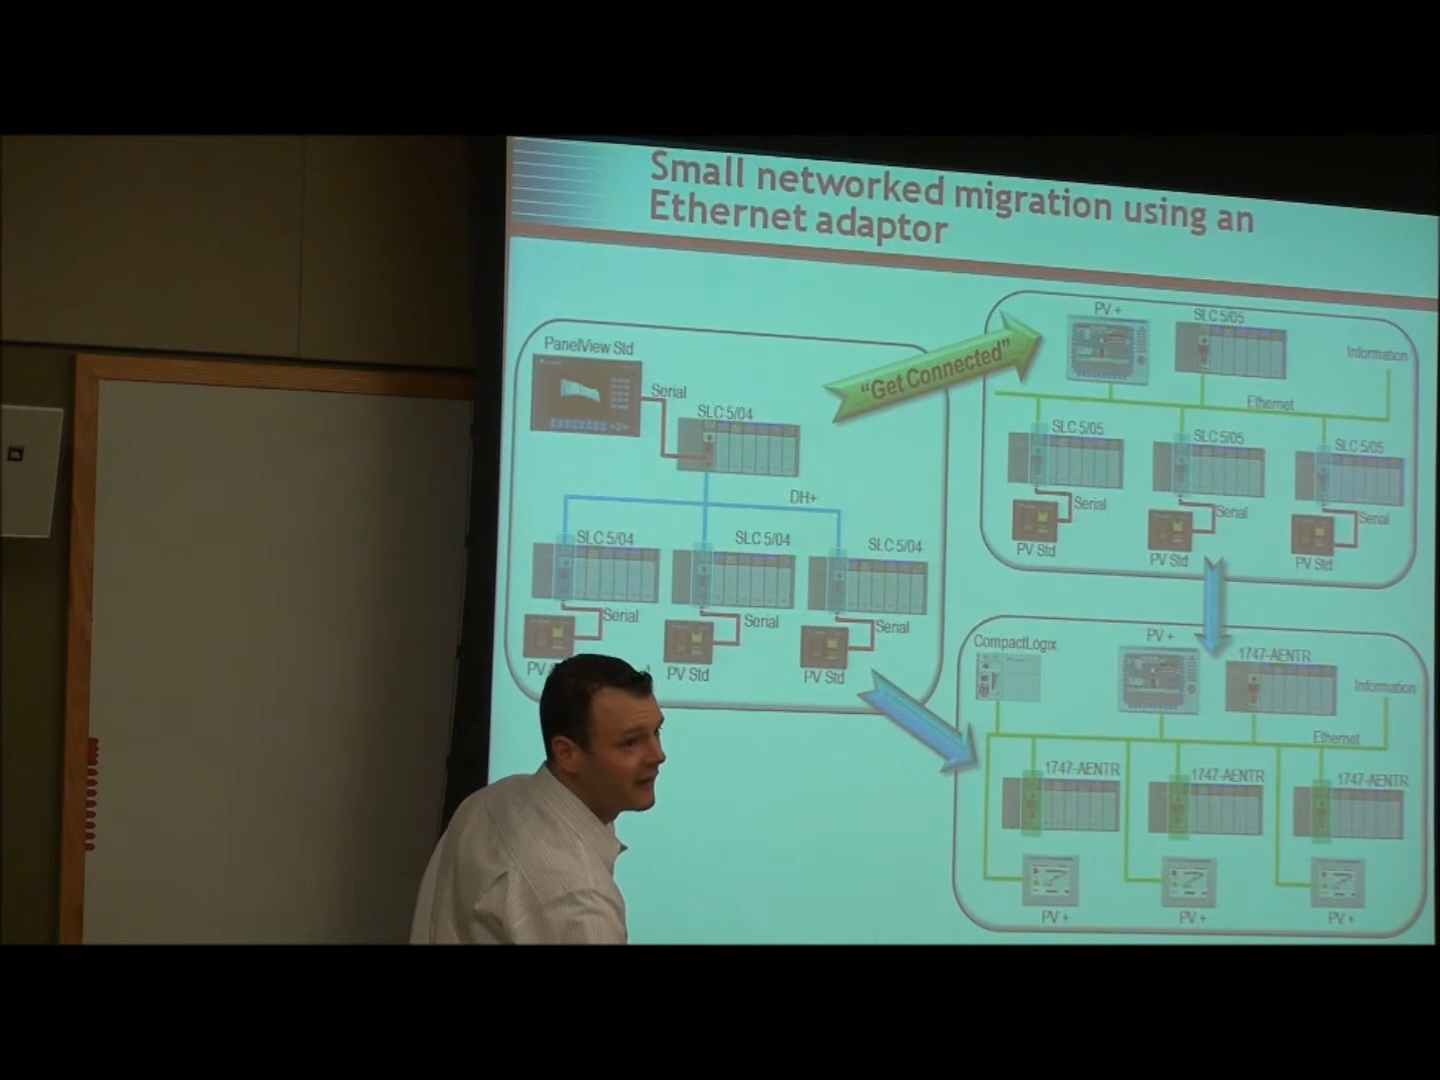 Small networked migration using an
Ethernet adaptor
PanelView Std
Serial
SLC 5/04
DH+
SLC 5/04
SLC 5/04
SLC 5/04
Serial
Serial
Serial
PV
PV Std
PV Std
"Get Connected"
PV +
SLC 5/05
Information
Ethernet
SLC 5/05
SLC 5/05
SLC 5/05
Serial
Serial
Serial
PV Std
PV Std
PV Std
CompactLogix
PV +
1747-AENTR
Information
Ethernet
1747-AENTR
1747-AENTR
1747-AENTR
PV +
PV +
PV +